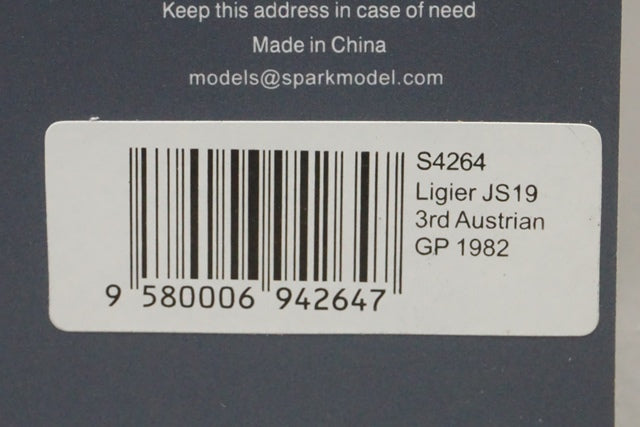 Keep this address in case of need
Made in China
models@sparkmodel.com
S4264
Ligier JS19
3rd Austrian
GP 1982
9 580006 942647